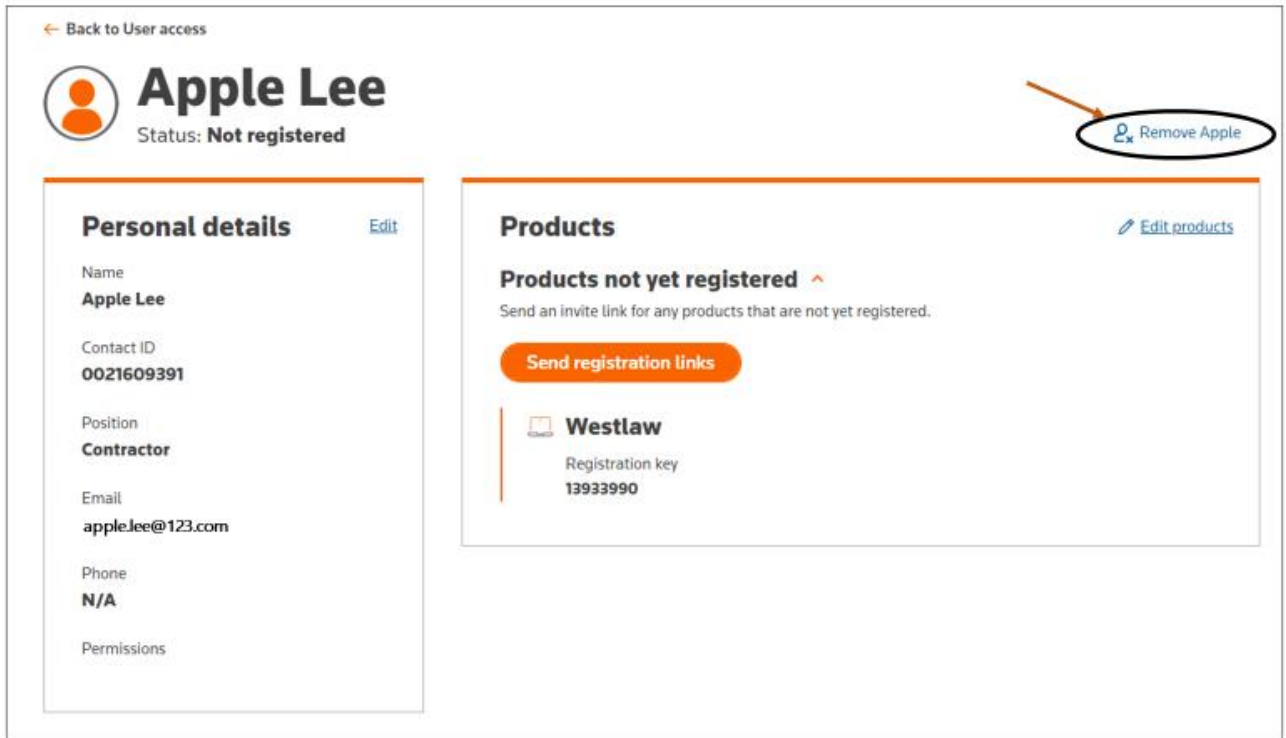 Back to User access
Apple Lee
Status: Not registered
Remove Apple
Personal details
Edit
Name
Apple Lee
Contact ID
0021609391
Position
Contractor
Email
apple.lee@123.com
Phone
N/A
Permissions
Products
Edit products
Products not yet registered
Send an invite link for any products that are not yet registered.
Send registration links
Westlaw
Registration key
13933990